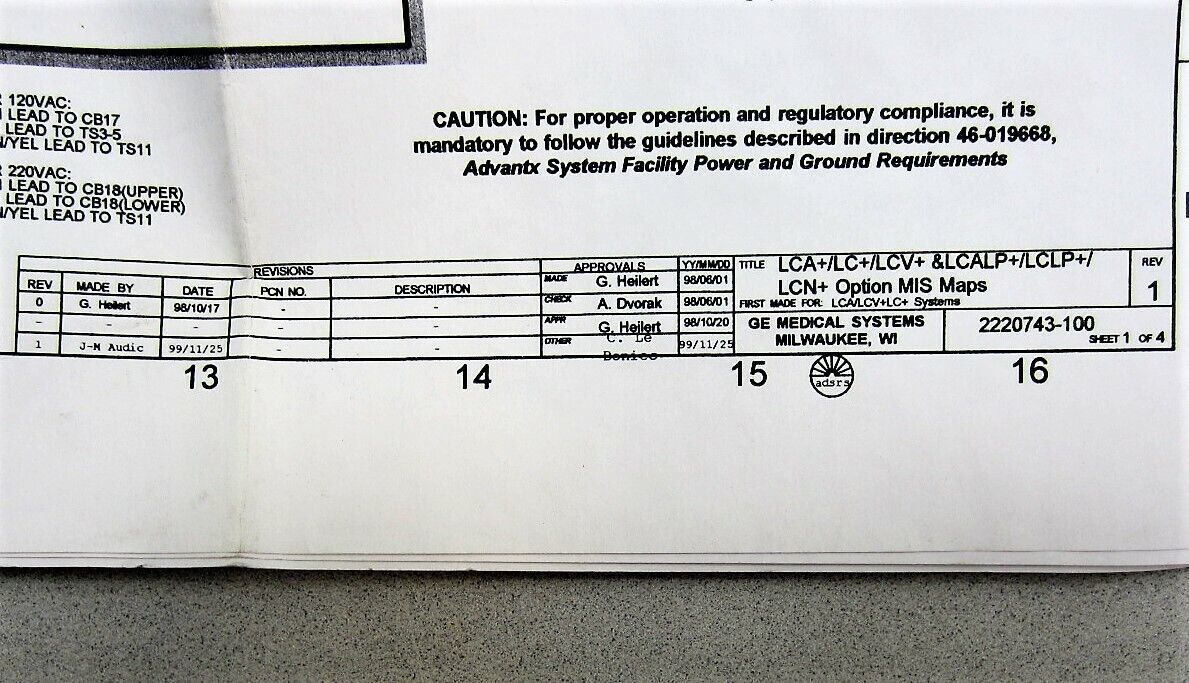 120VAC:
LEAD TO CB17
LEAD TO TS3-5
/YEL LEAD TO TS11
220VAC:
LEAD TO CB18(UPPER)
LEAD TO CB18(LOWER)
/YEL LEAD TO TS11
CAUTION: For proper operation and regulatory compliance, it is
mandatory to follow the guidelines described in direction 46-019668,
Advantx System Facility Power and Ground Requirements
REVISIONS
REV MADE BY DATE PCN NO. DESCRIPTION
0 G. Heilert 98/10/17 - -
- - - - -
1 J-M Audic 99/11/25 - -
APPROVALS YY/MM/DD
MADE G. Heilert 98/06/01
CHECK A. Dvorak 98/06/01
APPR G. Heilert 98/10/20
OTHER C. Le 99/11/25
TITLE LCA+/LC+/LCV+ &LCALP+/LCLP+/
LCN+ Option MIS Maps
FIRST MADE FOR: LCA/LCV+LC+ Systems
REV
1
GE MEDICAL SYSTEMS
MILWAUKEE, WI
2220743-100
SHEET 1 OF 4
13 14 15 adsrs 16